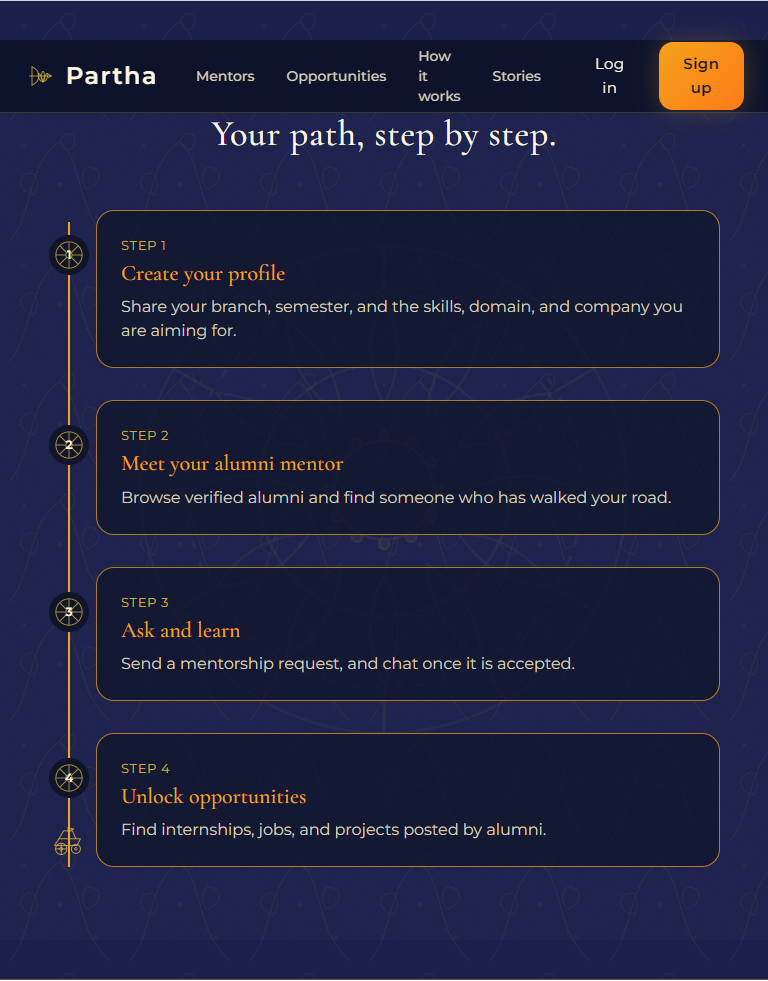 Partha
Mentors
Opportunities
How
it
works
Stories
Log
in
Sign
up
Your path, step by step.
1
STEP 1
Create your profile
Share your branch, semester, and the skills, domain, and company you
are aiming for.
2
STEP 2
Meet your alumni mentor
Browse verified alumni and find someone who has walked your road.
3
STEP 3
Ask and learn
Send a mentorship request, and chat once it is accepted.
4
STEP 4
Unlock opportunities
Find internships, jobs, and projects posted by alumni.